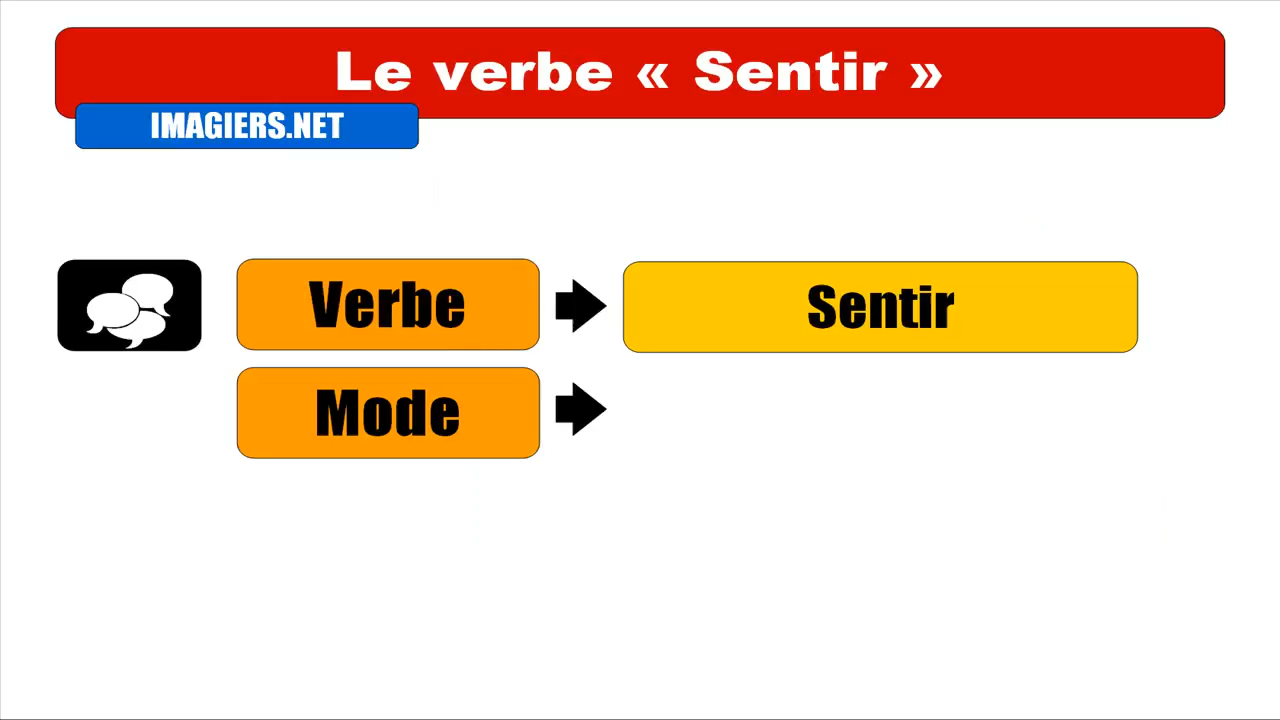 Le verbe « Sentir »
IMAGIERS.NET
Verbe
Sentir
Mode